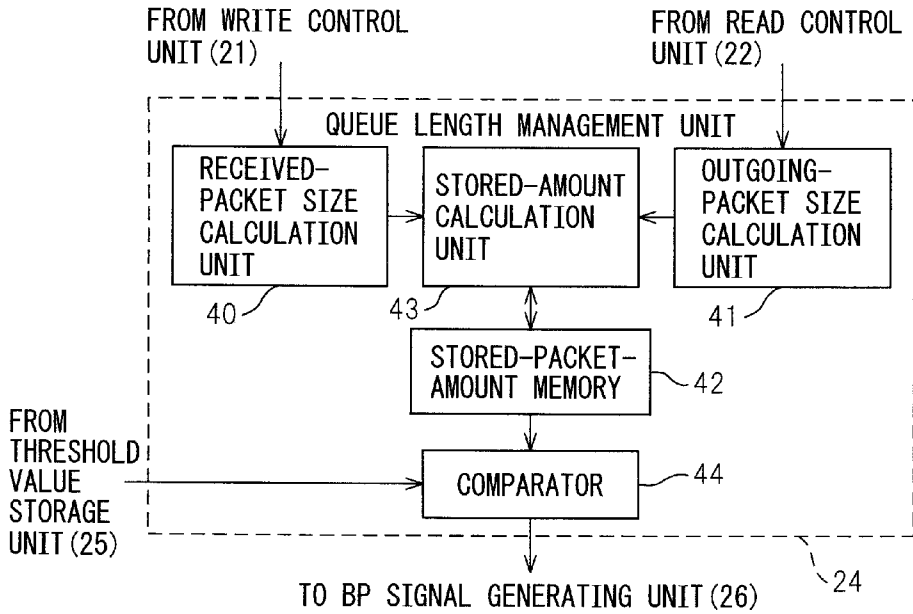 FROM WRITE CONTROL
UNIT(21)
FROM READ CONTROL
UNIT(22)
QUEUE LENGTH MANAGEMENT UNIT
RECEIVED-
PACKET SIZE
CALCULATION
UNIT
STORED-AMOUNT
CALCULATION
UNIT
OUTGOING-
PACKET SIZE
CALCULATION
UNIT
40
43
41
STORED-PACKET-
AMOUNT MEMORY
42
FROM
THRESHOLD
VALUE
STORAGE
UNIT(25)
COMPARATOR
44
24
TO BP SIGNAL GENERATING UNIT(26)